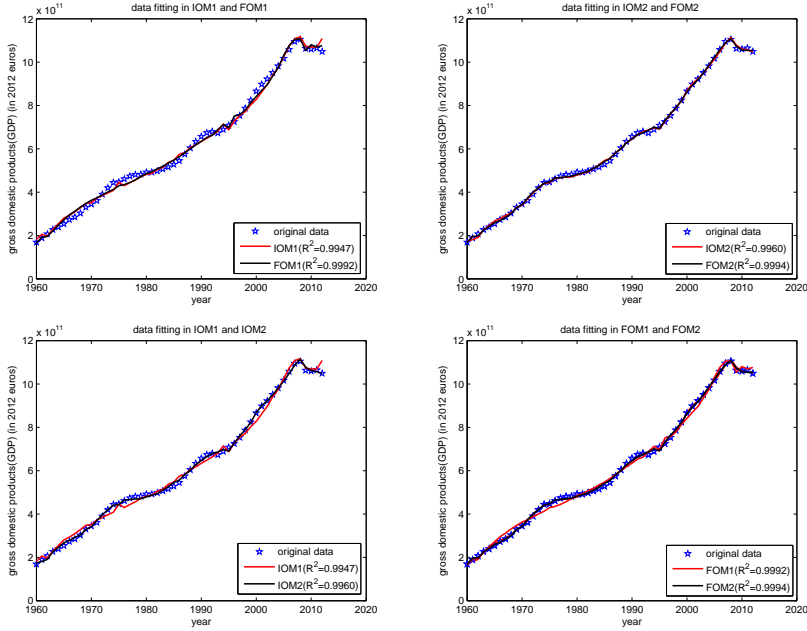 data fitting in IOM1 and FOM1
x 10^11
12
10
8
6
4
2
0
gross domestic products(GDP) (in 2012 euros)
original data
IOM1(R^2=0.9947)
FOM1(R^2=0.9992)
1960 1970 1980 1990 2000 2010 2020
year
data fitting in IOM2 and FOM2
x 10^11
12
10
8
6
4
2
0
gross domestic products(GDP) (in 2012 euros)
original data
IOM2(R^2=0.9960)
FOM2(R^2=0.9994)
1960 1970 1980 1990 2000 2010 2020
year
data fitting in IOM1 and IOM2
x 10^11
12
10
8
6
4
2
0
gross domestic products(GDP) (in 2012 euros)
original data
IOM1(R^2=0.9947)
IOM2(R^2=0.9960)
1960 1970 1980 1990 2000 2010 2020
year
data fitting in FOM1 and FOM2
x 10^11
12
10
8
6
4
2
0
gross domestic products(GDP) (in 2012 euros)
original data
FOM1(R^2=0.9992)
FOM2(R^2=0.9994)
1960 1970 1980 1990 2000 2010 2020
year